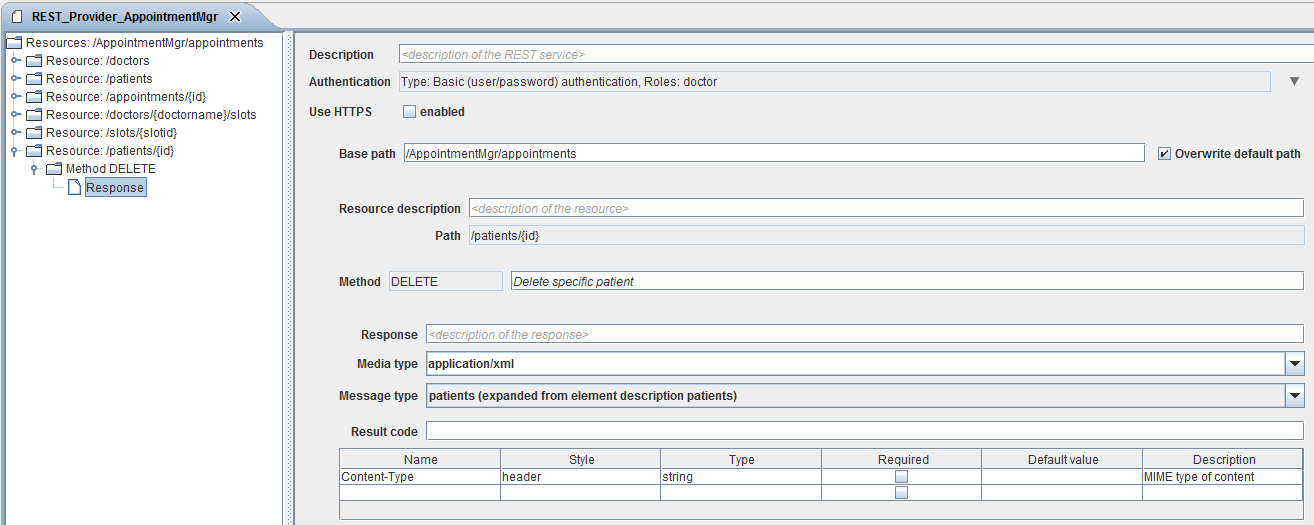 REST_Provider_AppointmentMgr
Resources: /AppointmentMgr/appointments
Resource: /doctors
Resource: /patients
Resource: /appointments/{id}
Resource: /doctors/{doctorname}/slots
Resource: /slots/{slotid}
Resource: /patients/{id}
Method DELETE
Response
Description <description of the REST service>
Authentication Type: Basic (user/password) authentication, Roles: doctor
Use HTTPS enabled
Base path /AppointmentMgr/appointments Overwrite default path
Resource description <description of the resource>
Path /patients/{id}
Method DELETE Delete specific patient
Response <description of the response>
Media type application/xml
Message type patients (expanded from element description patients)
Result code
Name Style Type Required Default value Description
Content-Type header string MIME type of content